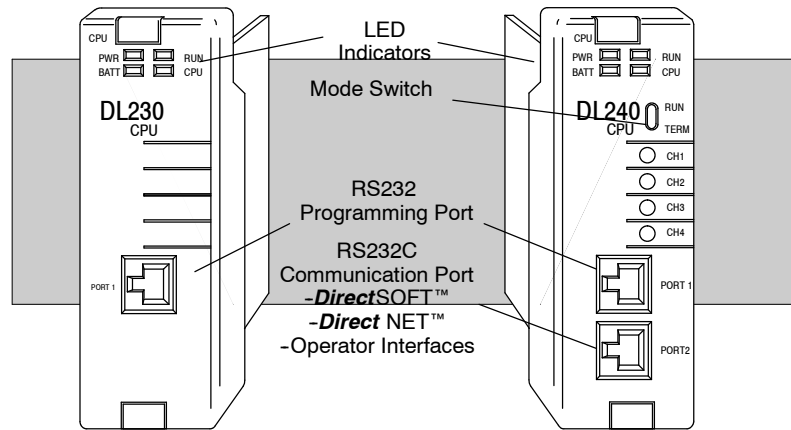 CPU
PWR RUN
BATT CPU
DL230
CPU
PORT 1
LED
Indicators
Mode Switch
RS232
Programming Port
RS232C
Communication Port
-DirectSOFT™
-Direct NET™
-Operator Interfaces
CPU
PWR RUN
BATT CPU
DL240
CPU
RUN
TERM
CH1
CH2
CH3
CH4
PORT 1
PORT2